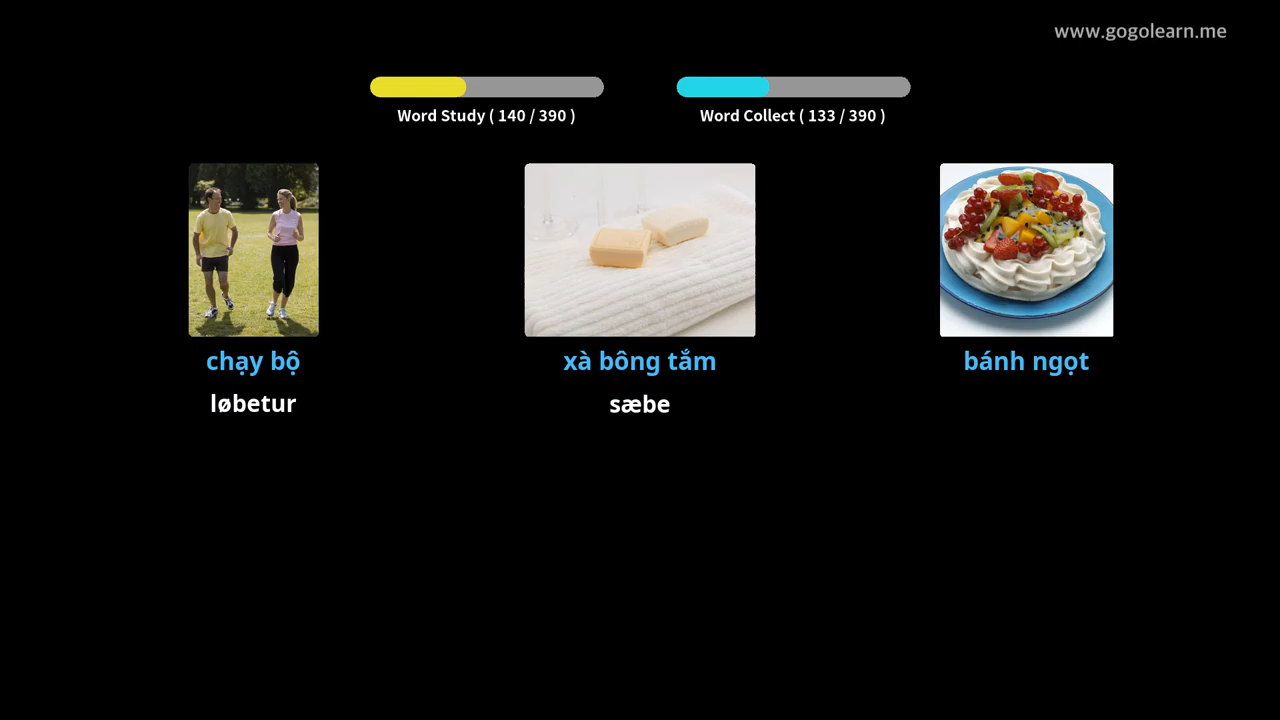 www.gogolearn.me
Word Study ( 140 / 390 )
Word Collect ( 133 / 390 )
chạy bộ
xà bông tắm
bánh ngọt
løbetur
sæbe